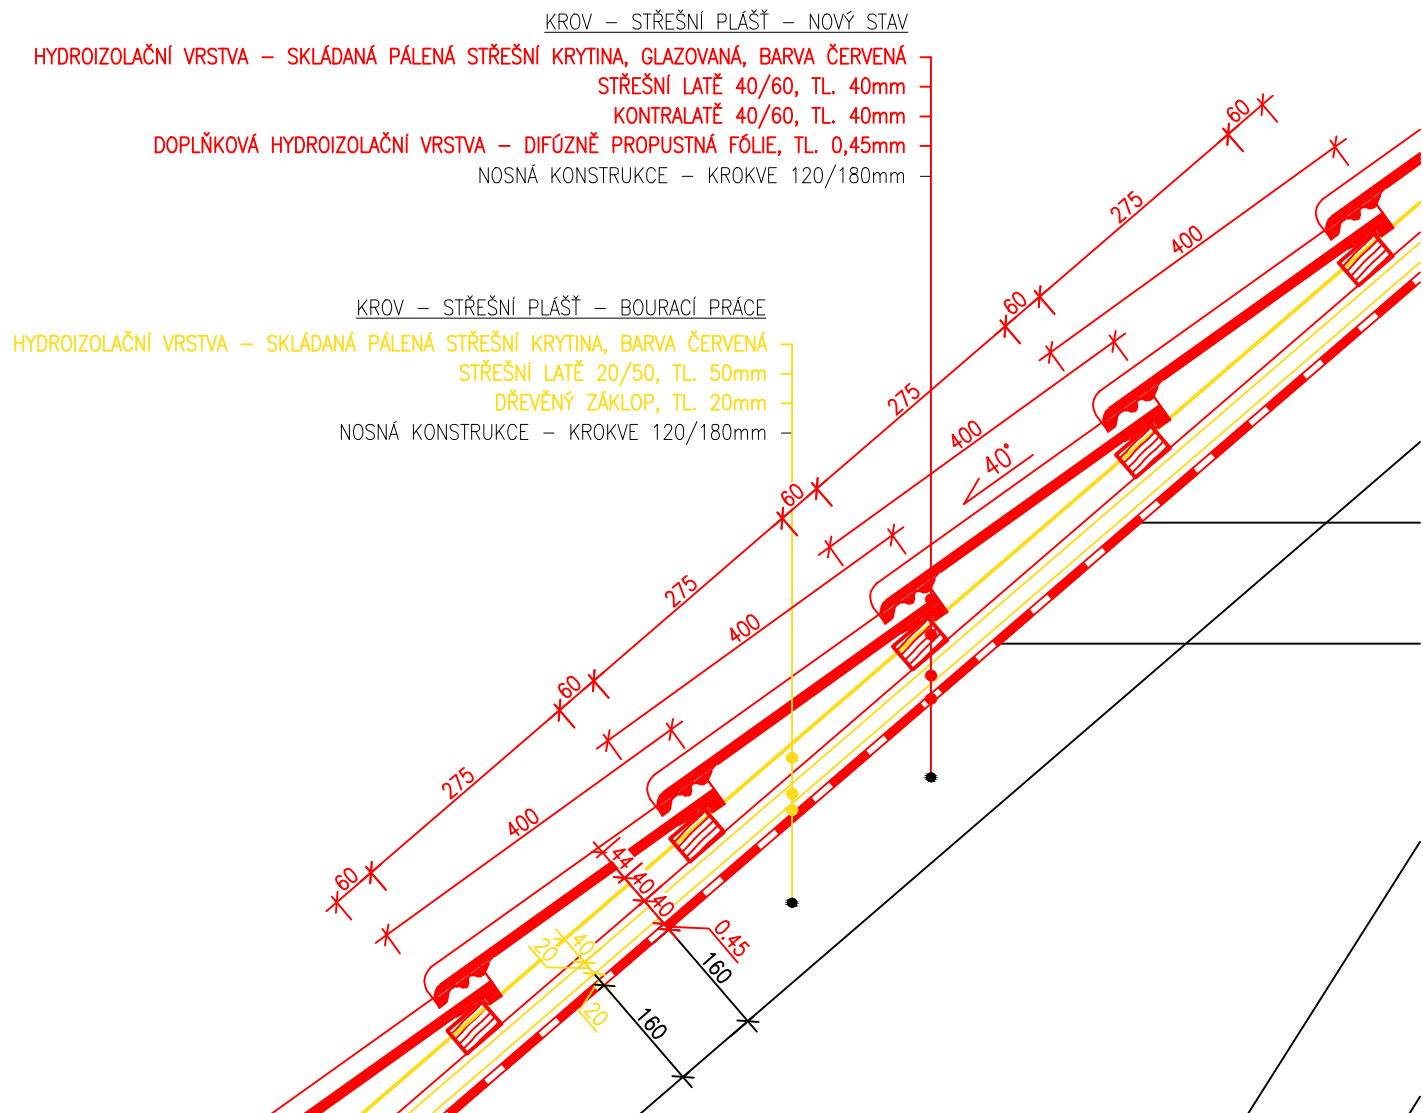 KROV – STŘEŠNÍ PLÁŠŤ – NOVÝ STAV
HYDROIZOLAČNÍ VRSTVA – SKLÁDANÁ PÁLENÁ STŘEŠNÍ KRYTINA, GLAZOVANÁ, BARVA ČERVENÁ
STŘEŠNÍ LATĚ 40/60, TL. 40mm
KONTRALATĚ 40/60, TL. 40mm
DOPLŇKOVÁ HYDROIZOLAČNÍ VRSTVA – DIFÚZNĚ PROPUSTNÁ FÓLIE, TL. 0,45mm
NOSNÁ KONSTRUKCE – KROKVE 120/180mm
KROV – STŘEŠNÍ PLÁŠŤ – BOURACÍ PRÁCE
HYDROIZOLAČNÍ VRSTVA – SKLÁDANÁ PÁLENÁ STŘEŠNÍ KRYTINA, BARVA ČERVENÁ
STŘEŠNÍ LATĚ 20/50, TL. 50mm
DŘEVĚNÝ ZÁKLOP, TL. 20mm
NOSNÁ KONSTRUKCE – KROKVE 120/180mm
60
275
400
60
275
400
40°
60
275
400
60
275
400
60
44
40
40
0.45
160
40
20
20
160